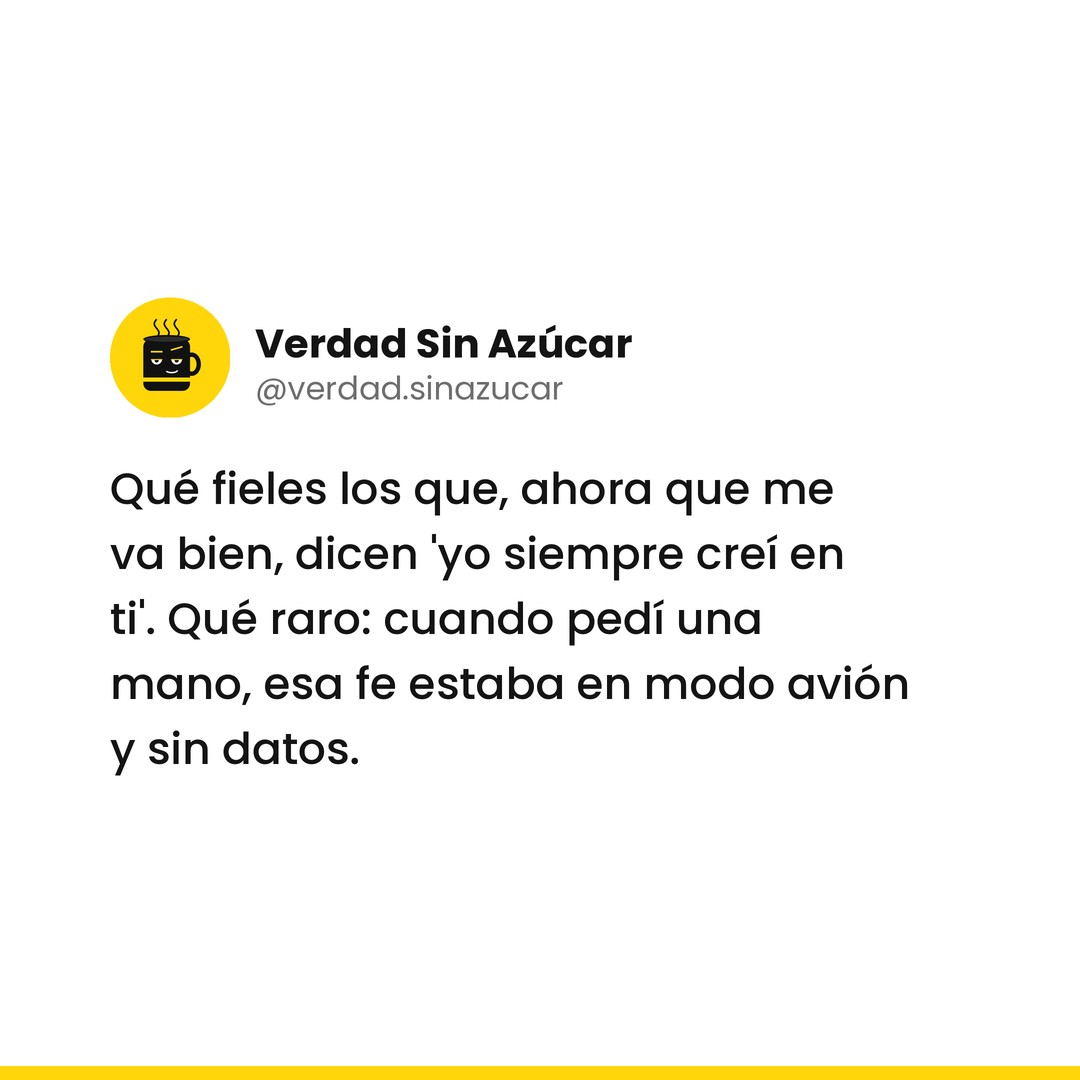 Verdad Sin Azúcar
@verdad.sinazucar
Qué fieles los que, ahora que me
va bien, dicen 'yo siempre creí en
ti'. Qué raro: cuando pedí una
mano, esa fe estaba en modo avión
y sin datos.